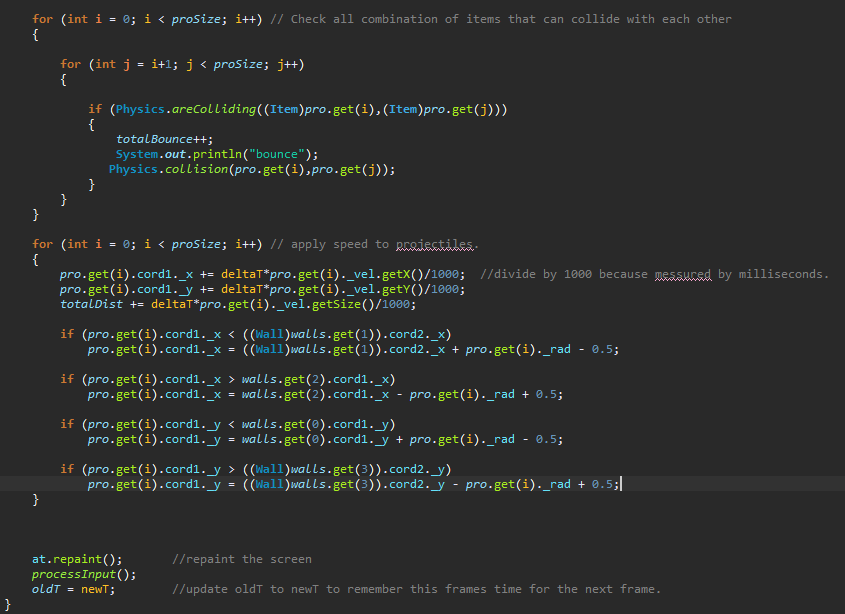 for (int i = 0; i < proSize; i++) // Check all combination of items that can collide with each other
{
for (int j = i+1; j < proSize; j++)
{
if (Physics.areColliding((Item)pro.get(i),(Item)pro.get(j)))
{
totalBounce++;
System.out.println("bounce");
Physics.collision(pro.get(i),pro.get(j));
}
}
}
for (int i = 0; i < proSize; i++) // apply speed to projectiles.
{
pro.get(i).cord1._x += deltaT*pro.get(i)._vel.getX()/1000; //divide by 1000 because messured by milliseconds.
pro.get(i).cord1._y += deltaT*pro.get(i)._vel.getY()/1000;
totalDist += deltaT*pro.get(i)._vel.getSize()/1000;
if (pro.get(i).cord1._x < ((Wall)walls.get(1)).cord2._x)
pro.get(i).cord1._x = ((Wall)walls.get(1)).cord2._x + pro.get(i)._rad - 0.5;
if (pro.get(i).cord1._x > walls.get(2).cord1._x)
pro.get(i).cord1._x = walls.get(2).cord1._x - pro.get(i)._rad + 0.5;
if (pro.get(i).cord1._y < walls.get(0).cord1._y)
pro.get(i).cord1._y = walls.get(0).cord1._y + pro.get(i)._rad - 0.5;
if (pro.get(i).cord1._y > ((Wall)walls.get(3)).cord2._y)
pro.get(i).cord1._y = ((Wall)walls.get(3)).cord2._y - pro.get(i)._rad + 0.5;
}
at.repaint(); //repaint the screen
processInput();
oldT = newT; //update oldT to newT to remember this frames time for the next frame.
}